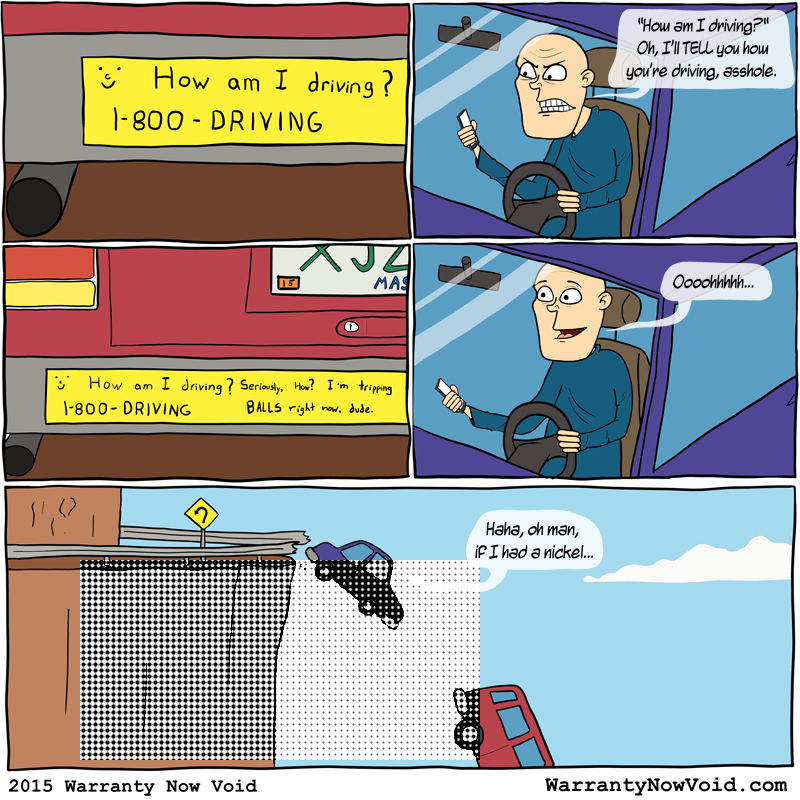 How am I driving?
1-800-DRIVING
"How am I driving?"
Oh, I'll TELL you how
you're driving, asshole.
XJZ
15
MAS
How am I driving? Seriously, How? I'm tripping
1-800-DRIVING BALLS right now, dude.
Ooohhhhh...
Haha, oh man,
if I had a nickel...
2015 Warranty Now Void
WarrantyNowVoid.com